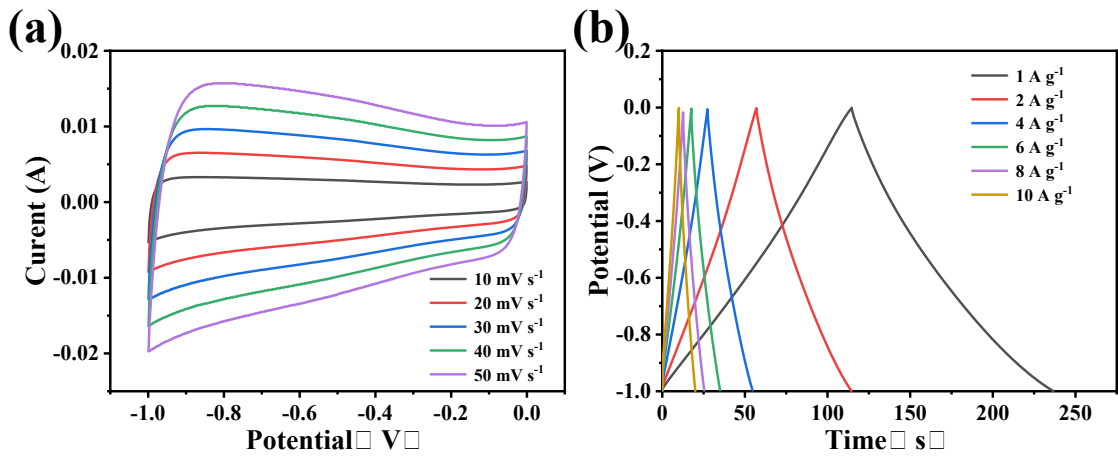 (a)
0.02
0.01
0.00
-0.01
-0.02
Curent (A)
-1.0 -0.8 -0.6 -0.4 -0.2 0.0
Potential□ V□
10 mV s⁻¹
20 mV s⁻¹
30 mV s⁻¹
40 mV s⁻¹
50 mV s⁻¹
(b)
0.2
0.0
-0.2
-0.4
-0.6
-0.8
-1.0
Potential (V)
0 50 100 150 200 250
Time□ s□
1 A g⁻¹
2 A g⁻¹
4 A g⁻¹
6 A g⁻¹
8 A g⁻¹
10 A g⁻¹